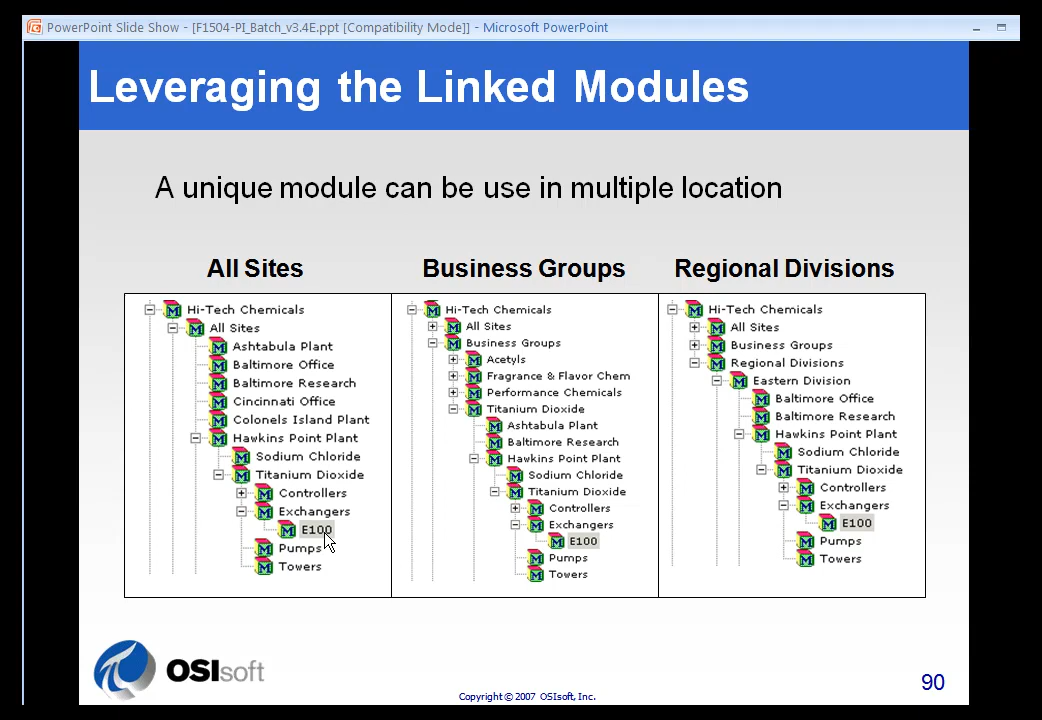 PowerPoint Slide Show - [F1504-PI_Batch_v3.4E.ppt [Compatibility Mode]] - Microsoft PowerPoint
Leveraging the Linked Modules
A unique module can be use in multiple location
All Sites
Hi-Tech Chemicals
All Sites
Ashtabula Plant
Baltimore Office
Baltimore Research
Cincinnati Office
Colonels Island Plant
Hawkins Point Plant
Sodium Chloride
Titanium Dioxide
Controllers
Exchangers
E100
Pumps
Towers
Business Groups
Hi-Tech Chemicals
All Sites
Business Groups
Acetyls
Fragrance & Flavor Chem
Performance Chemicals
Titanium Dioxide
Ashtabula Plant
Baltimore Research
Hawkins Point Plant
Sodium Chloride
Titanium Dioxide
Controllers
Exchangers
E100
Pumps
Towers
Regional Divisions
Hi-Tech Chemicals
All Sites
Business Groups
Regional Divisions
Eastern Division
Baltimore Office
Baltimore Research
Hawkins Point Plant
Sodium Chloride
Titanium Dioxide
Controllers
Exchangers
E100
Pumps
Towers
OSIsoft
Copyright © 2007 OSIsoft, Inc.
90